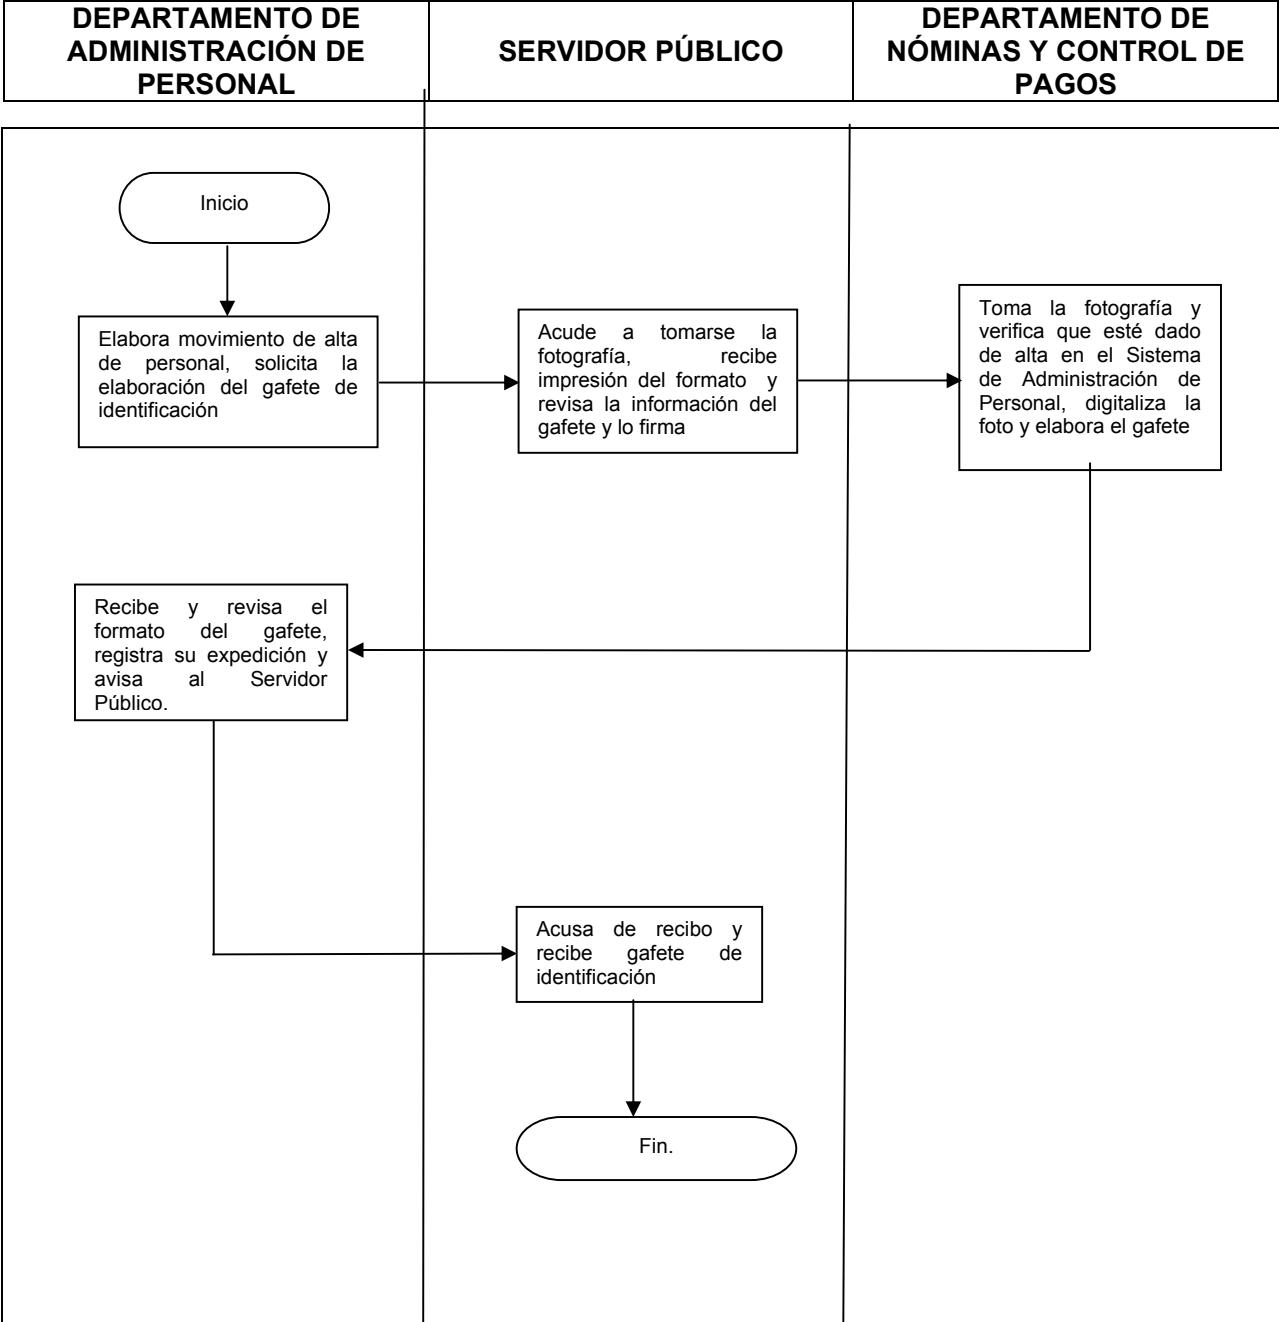 DEPARTAMENTO DE
ADMINISTRACIÓN DE
PERSONAL
SERVIDOR PÚBLICO
DEPARTAMENTO DE
NÓMINAS Y CONTROL DE
PAGOS
Inicio
Elabora movimiento de alta
de personal, solicita la
elaboración del gafete de
identificación
Acude a tomarse la
fotografía, recibe
impresión del formato y
revisa la información del
gafete y lo firma
Toma la fotografía y
verifica que esté dado
de alta en el Sistema
de Administración de
Personal, digitaliza la
foto y elabora el gafete
Recibe y revisa el
formato del gafete,
registra su expedición y
avisa al Servidor
Público.
Acusa de recibo y
recibe gafete de
identificación
Fin.